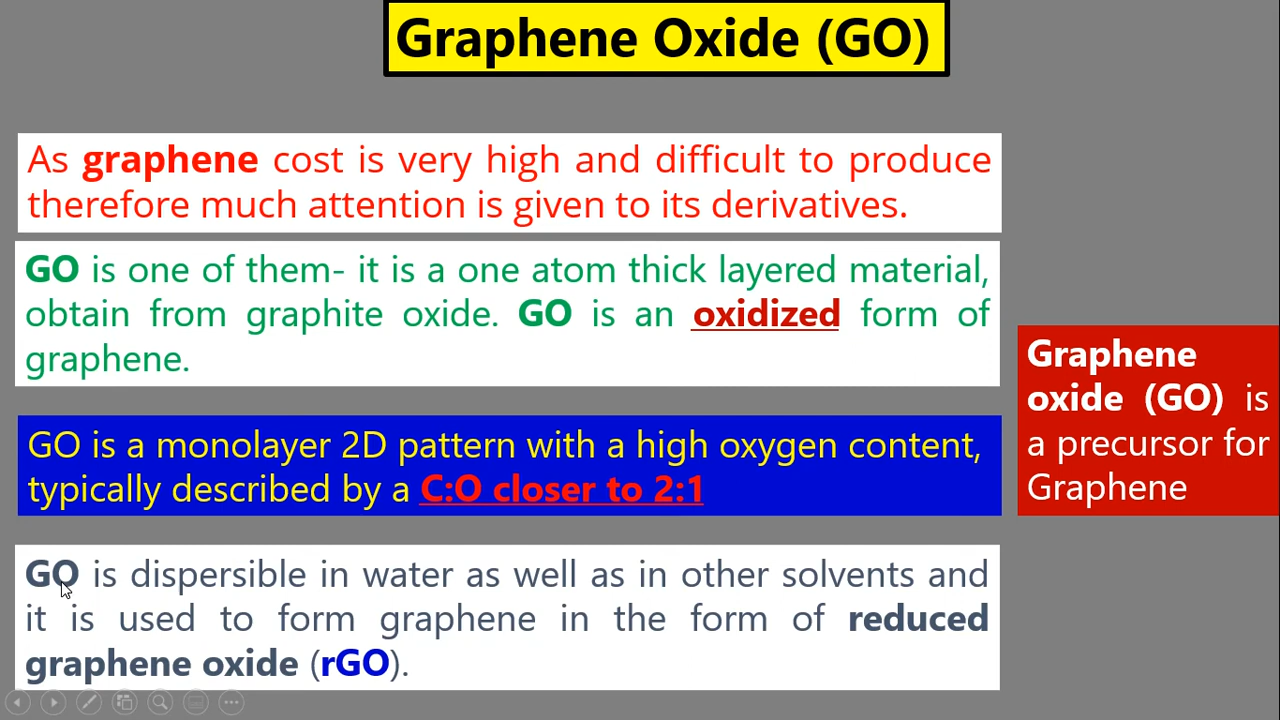 Graphene Oxide (GO)
As graphene cost is very high and difficult to produce
therefore much attention is given to its derivatives.
GO is one of them- it is a one atom thick layered material,
obtain from graphite oxide. GO is an oxidized form of
graphene.
GO is a monolayer 2D pattern with a high oxygen content,
typically described by a C:O closer to 2:1
GO is dispersible in water as well as in other solvents and
it is used to form graphene in the form of reduced
graphene oxide (rGO).
Graphene
oxide (GO) is
a precursor for
Graphene